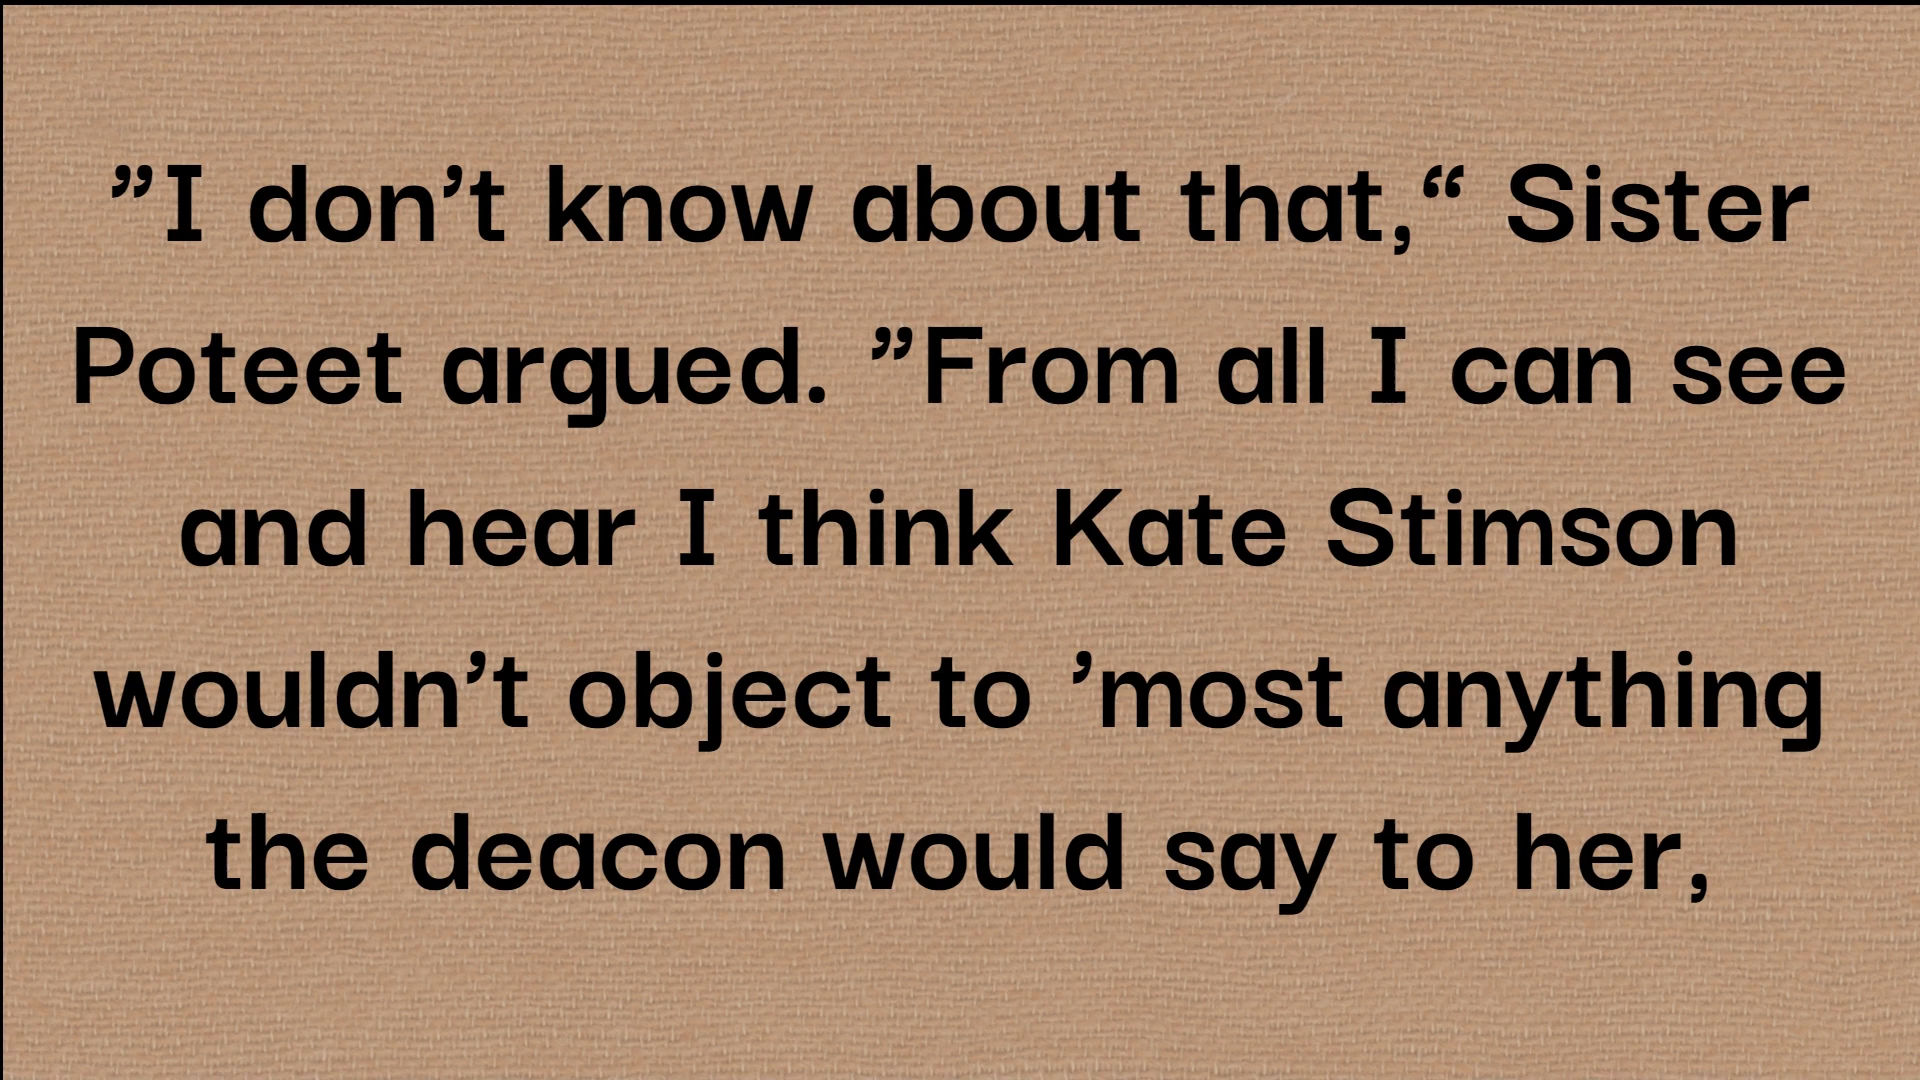 ”I don’t know about that,“ Sister
Poteet argued. ”From all I can see
and hear I think Kate Stimson
wouldn’t object to ’most anything
the deacon would say to her,